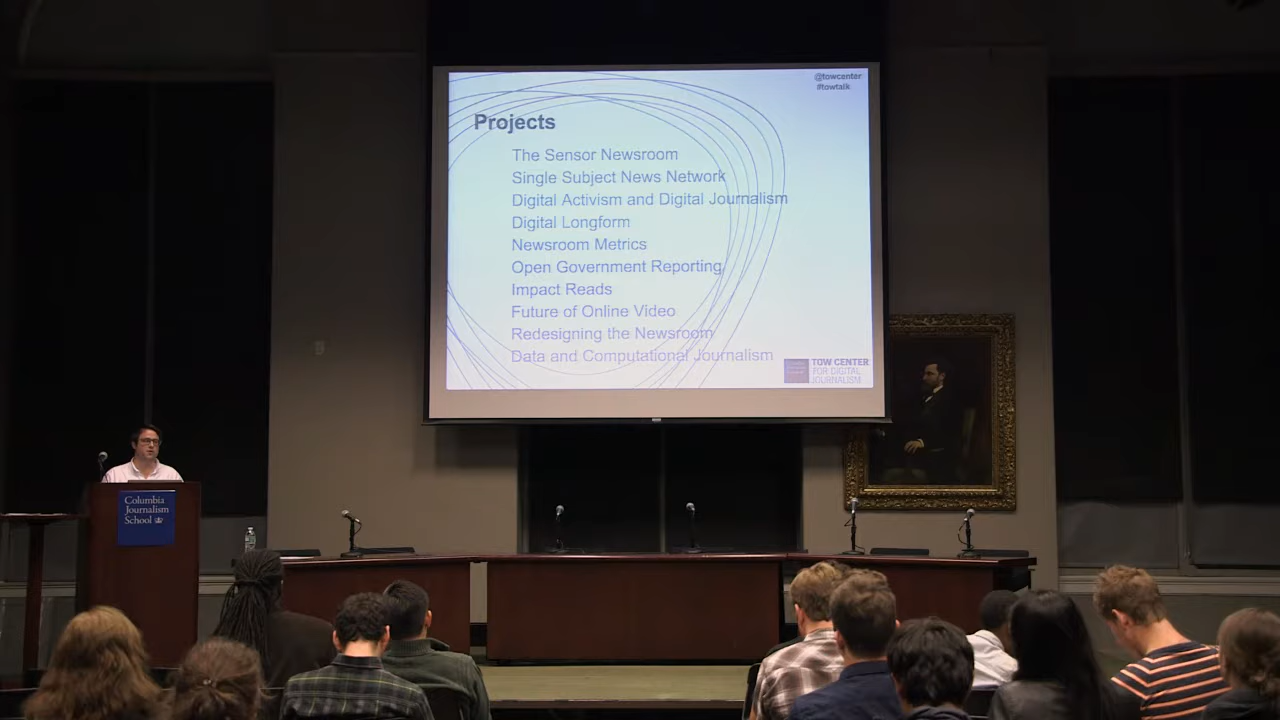 @towcenter
#towtalk
Projects
The Sensor Newsroom
Single Subject News Network
Digital Activism and Digital Journalism
Digital Longform
Newsroom Metrics
Open Government Reporting
Impact Reads
Future of Online Video
Redesigning the Newsroom
Data and Computational Journalism
TOW CENTER
FOR DIGITAL
JOURNALISM
Columbia
Journalism
School